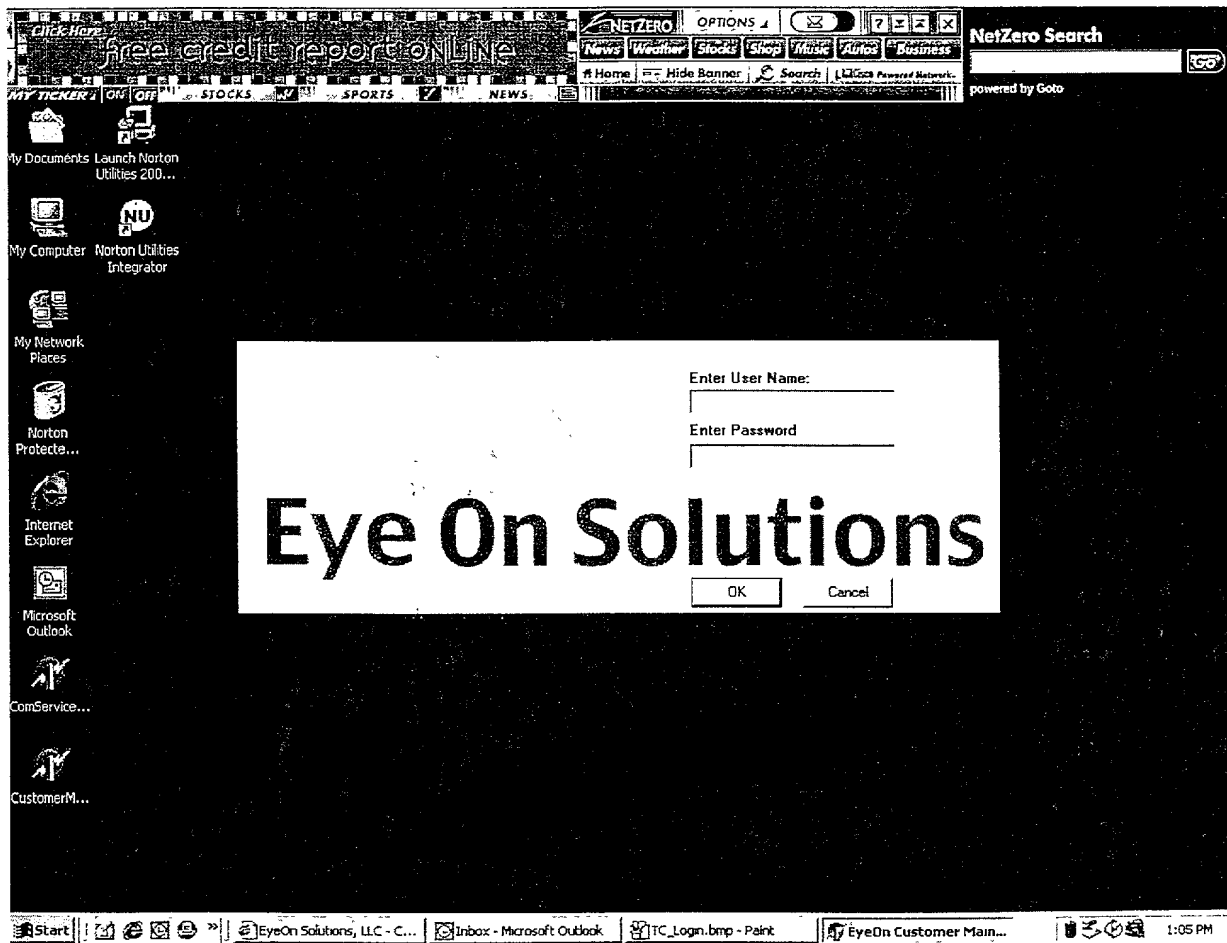 Click Here
free credit report onLine
NETZERO OPTIONS
? X
News Weather Stocks Shop Music Autos Business
Home Hide Banner Search Powered Network
MY TICKER ON OFF STOCKS SPORTS NEWS
NetZero Search
Go
powered by Goto
My Documents
Launch Norton
Utilities 200...
My Computer
NU
Norton Utilities
Integrator
My Network
Places
Norton
Protecte...
Internet
Explorer
Microsoft
Outlook
ComService...
CustomerM...
Enter User Name:
Enter Password
Eye On Solutions
OK Cancel
Start » EyeOn Solutions, LLC - C... Inbox - Microsoft Outlook TC_Login.bmp - Paint EyeOn Customer Main... 1:05 PM